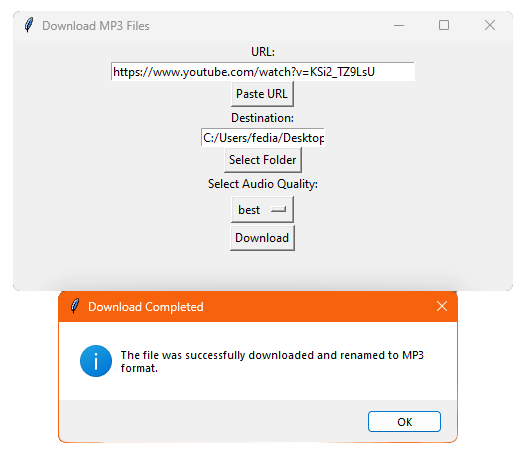 Download MP3 Files
URL:
https://www.youtube.com/watch?v=KSi2_TZ9LsU
Paste URL
Destination:
C:/Users/fedia/Desktop
Select Folder
Select Audio Quality:
best
Download
Download Completed
The file was successfully downloaded and renamed to MP3
format.
OK